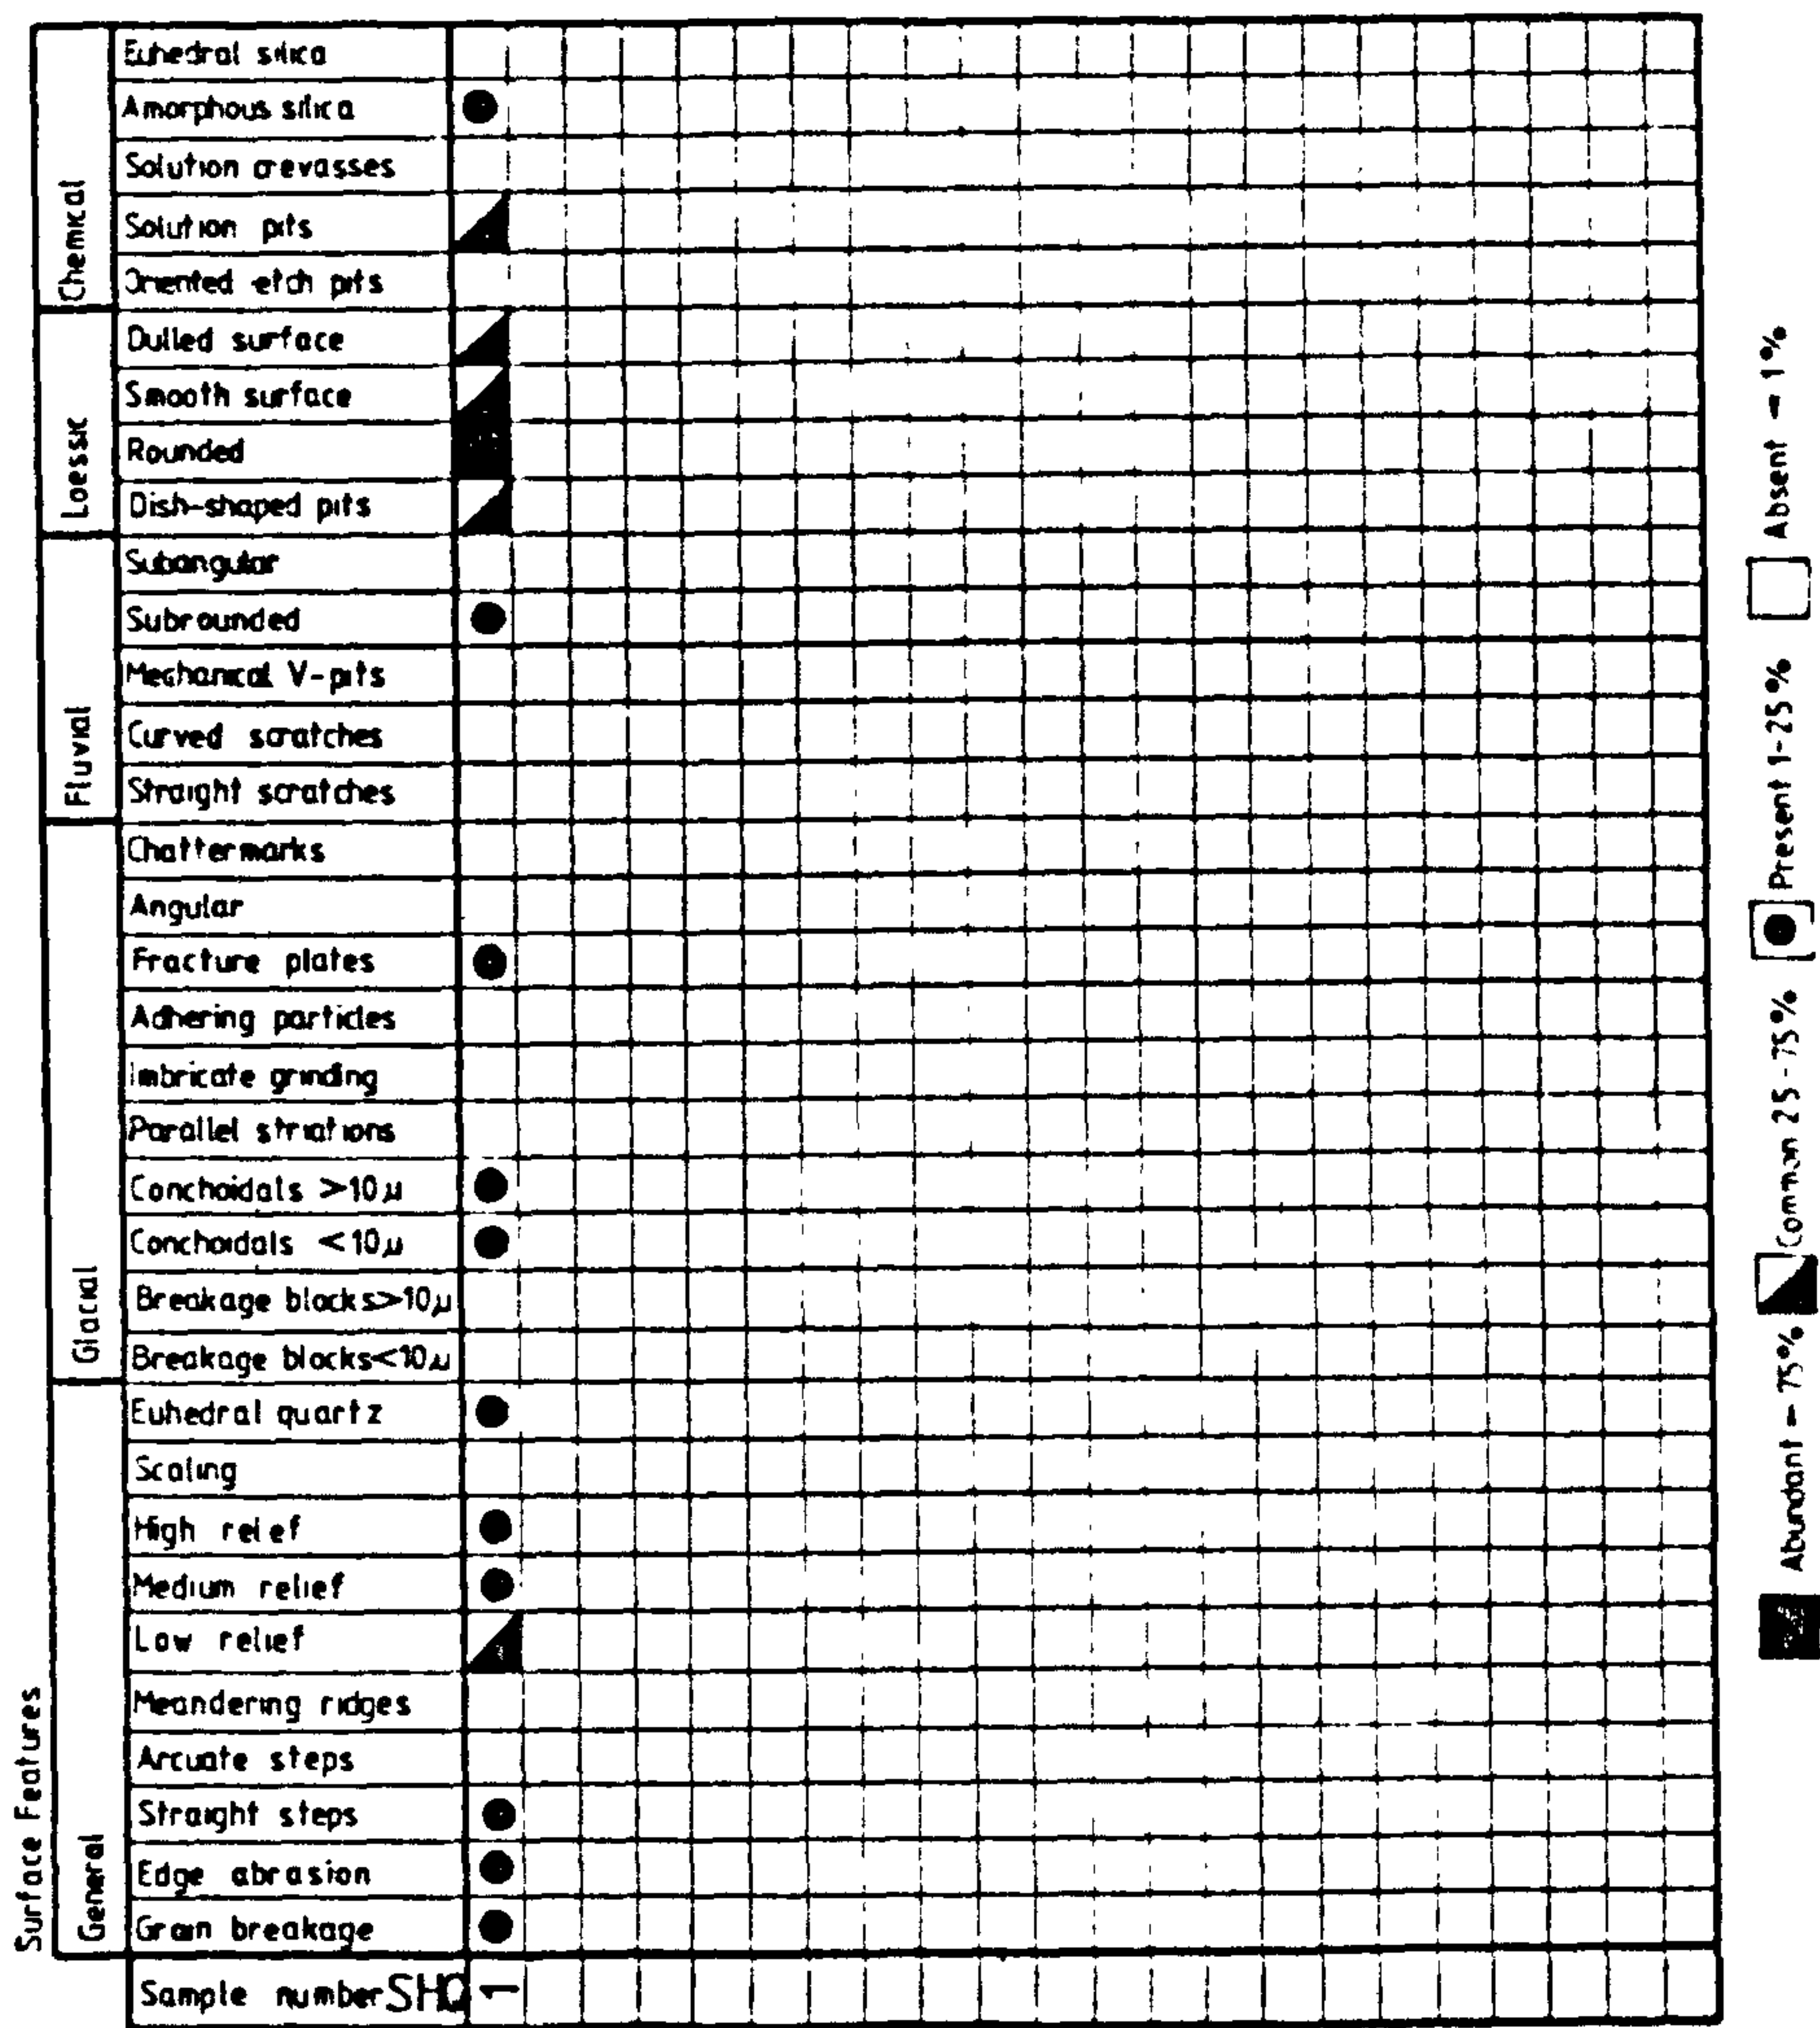 Surface Features
Chemical
Euhedral silica
Amorphous silica
Solution crevasses
Solution pits
Oriented etch pits
Loessic
Dulled surface
Smooth surface
Rounded
Dish-shaped pits
Fluvial
Subangular
Subrounded
Mechanical V-pits
Curved scratches
Straight scratches
Glacial
Chattermarks
Angular
Fracture plates
Adhering particles
Imbricate grinding
Parallel striations
Conchoidals >10µ
Conchoidals <10µ
Breakage blocks>10µ
Breakage blocks<10µ
General
Euhedral quartz
Scaling
High relief
Medium relief
Low relief
Meandering ridges
Arcuate steps
Straight steps
Edge abrasion
Grain breakage
Sample number SHQ 1
Abundant - 75%
Common 25-75%
Present 1-25%
Absent - 1%